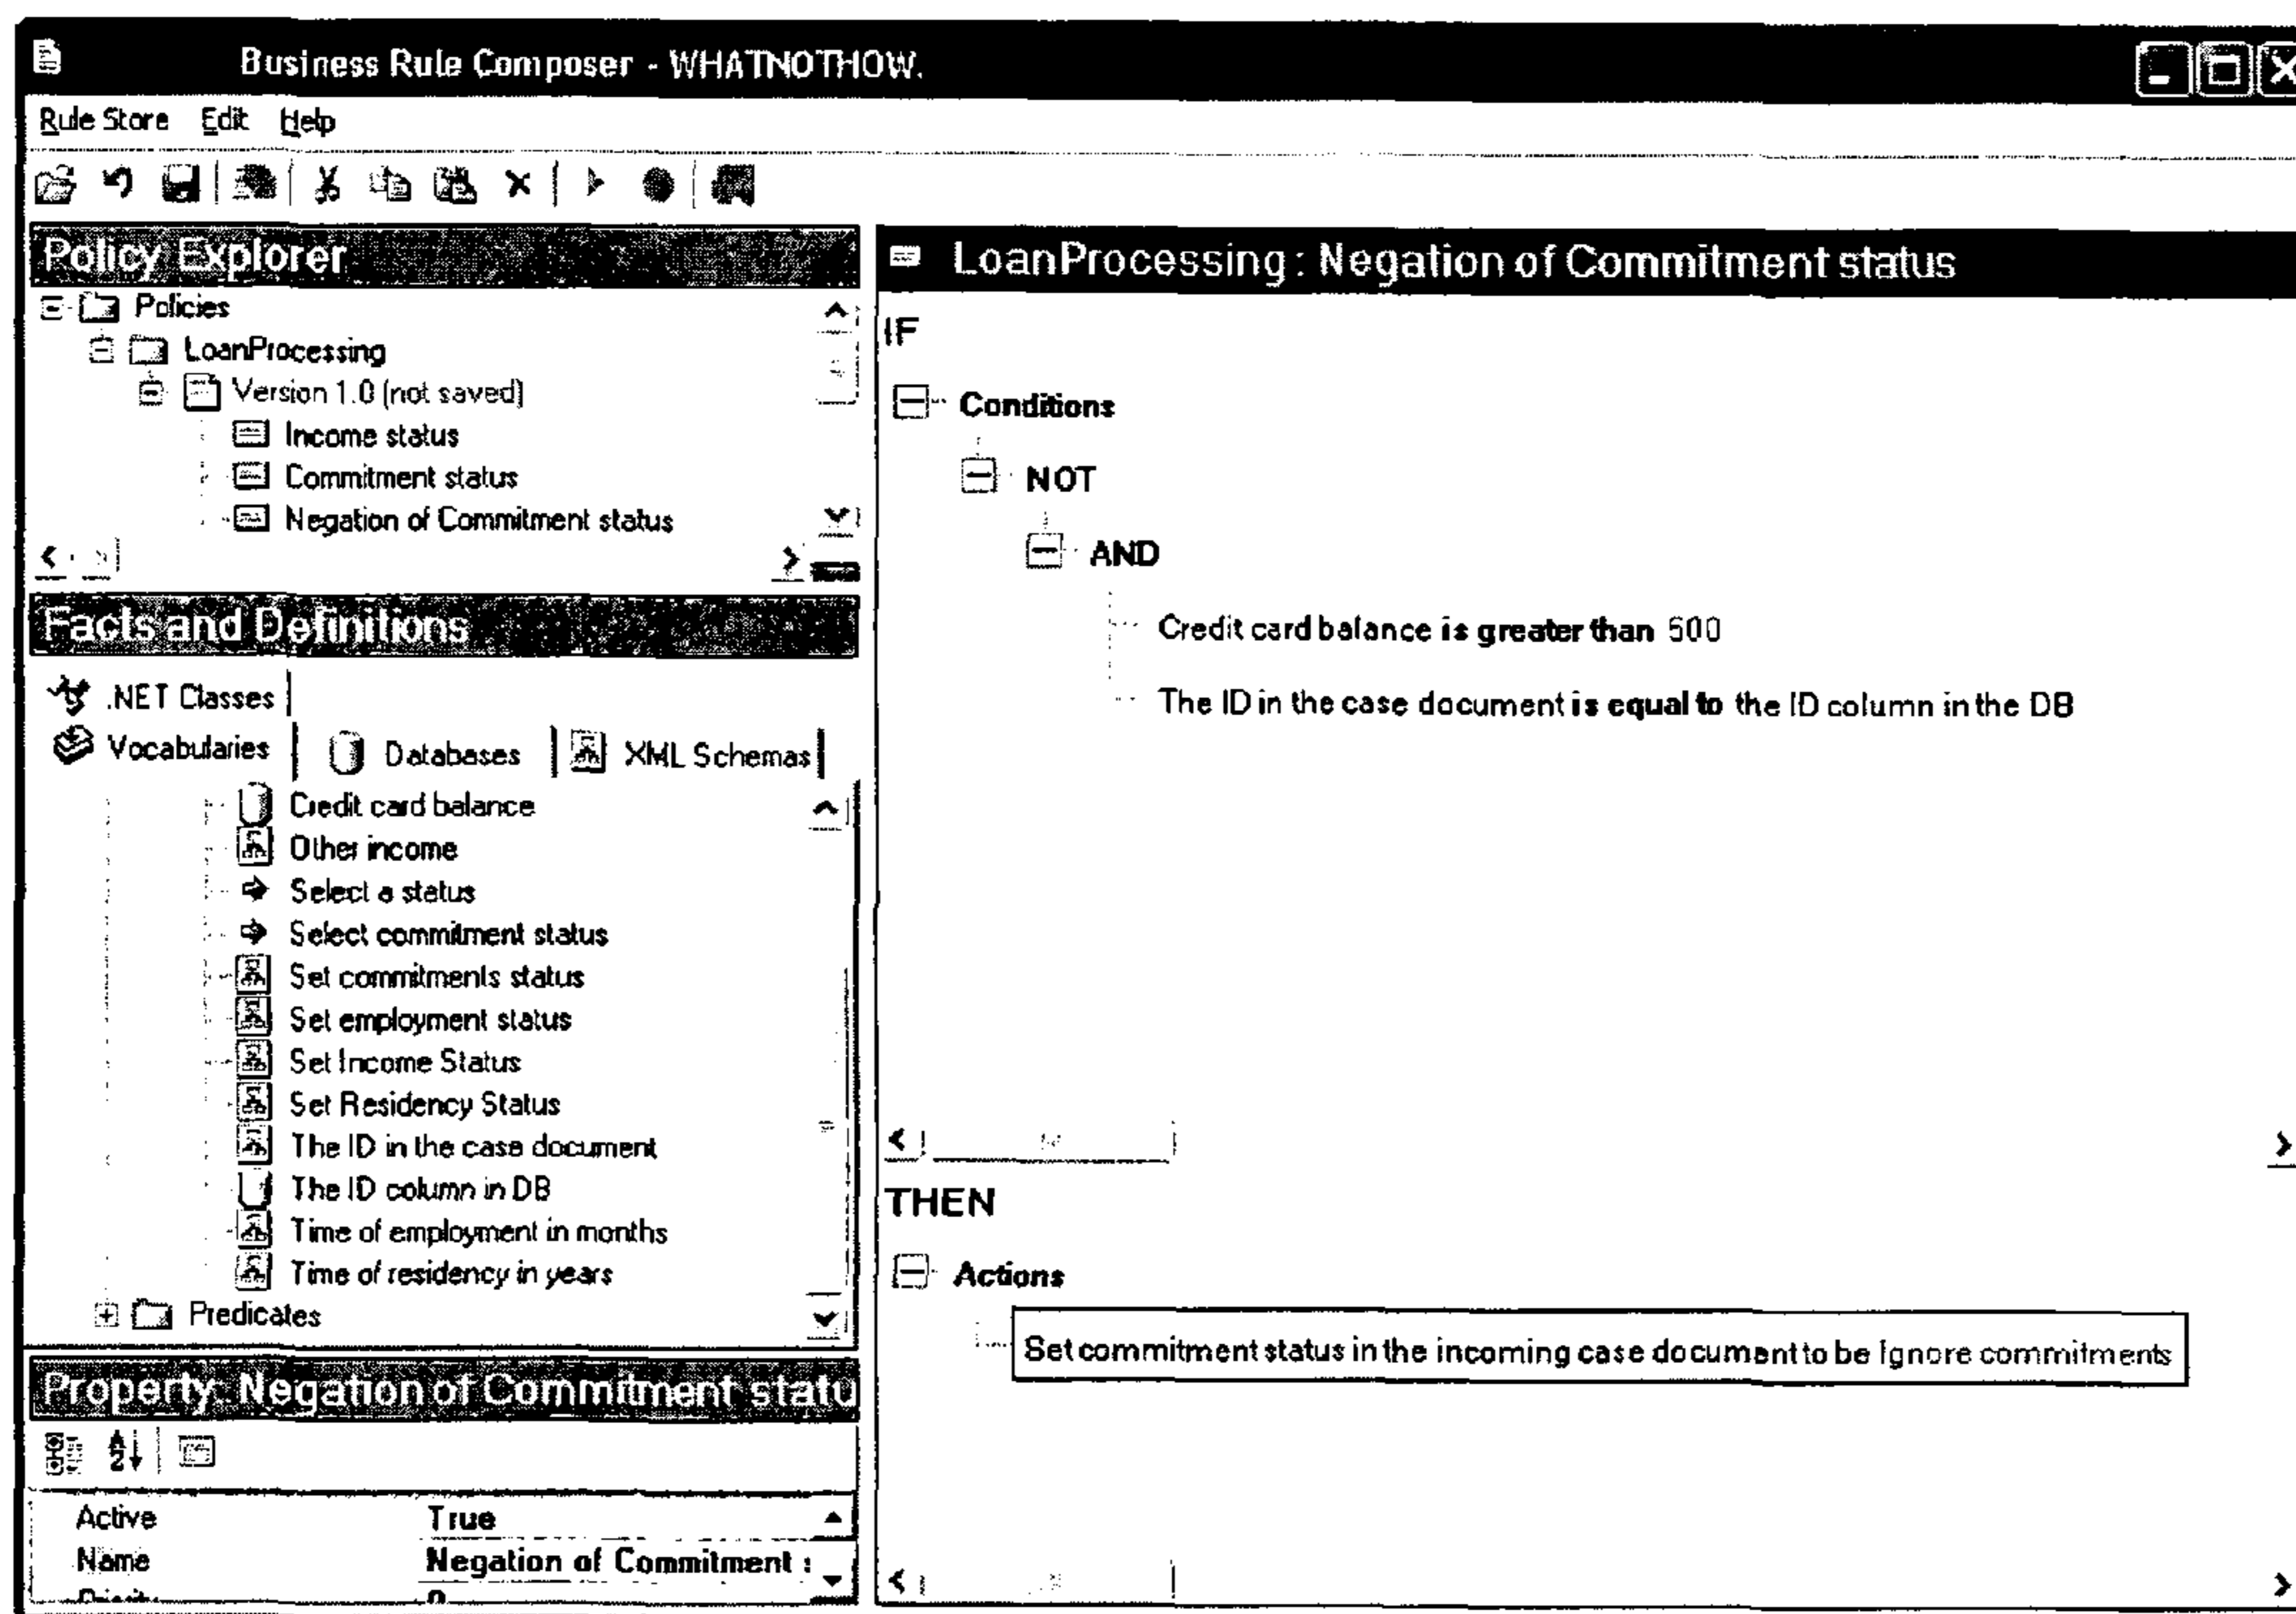 Business Rule Composer - WHATNOTHOW.
Rule Store Edit Help
Policy Explorer
Policies
LoanProcessing
Version 1.0 (not saved)
Income status
Commitment status
Negation of Commitment status
Facts and Definitions
.NET Classes
Vocabularies Databases XML Schemas
Credit card balance
Other income
Select a status
Select commitment status
Set commitments status
Set employment status
Set Income Status
Set Residency Status
The ID in the case document
The ID column in DB
Time of employment in months
Time of residency in years
Predicates
Property: Negation of Commitment statu
Active True
Name Negation of Commitment
LoanProcessing : Negation of Commitment status
IF
Conditions
NOT
AND
Credit card balance is greater than 500
The ID in the case document is equal to the ID column in the DB
THEN
Actions
Set commitment status in the incoming case document to be Ignore commitments